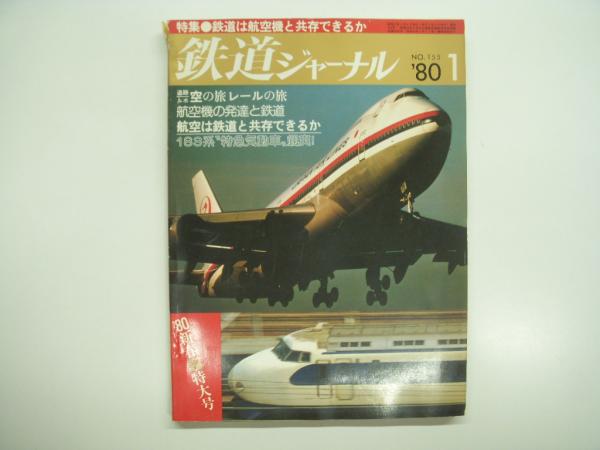 特集●鉄道は航空機と共存できるか
鉄道ジャーナル
NO.155
'80 1
空の旅 レールの旅
航空機の発達と鉄道
航空は鉄道と共存できるか
183系“特急気動車”颯爽!
'80
特大号